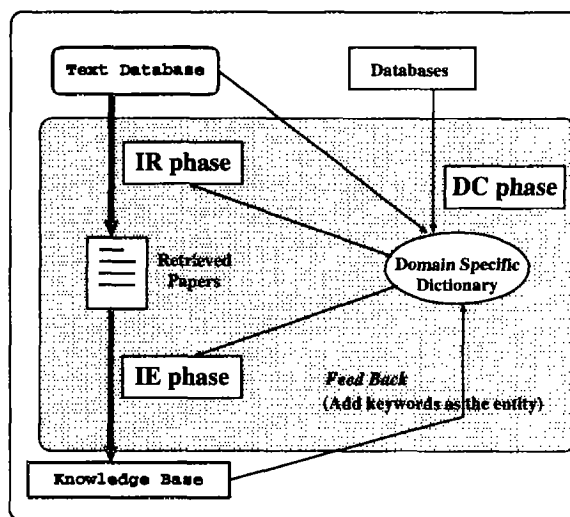 Text Database
Databases
IR phase
DC phase
Retrieved
Papers
Domain Specific
Dictionary
IE phase
Feed Back
(Add keywords as the entity)
Knowledge Base